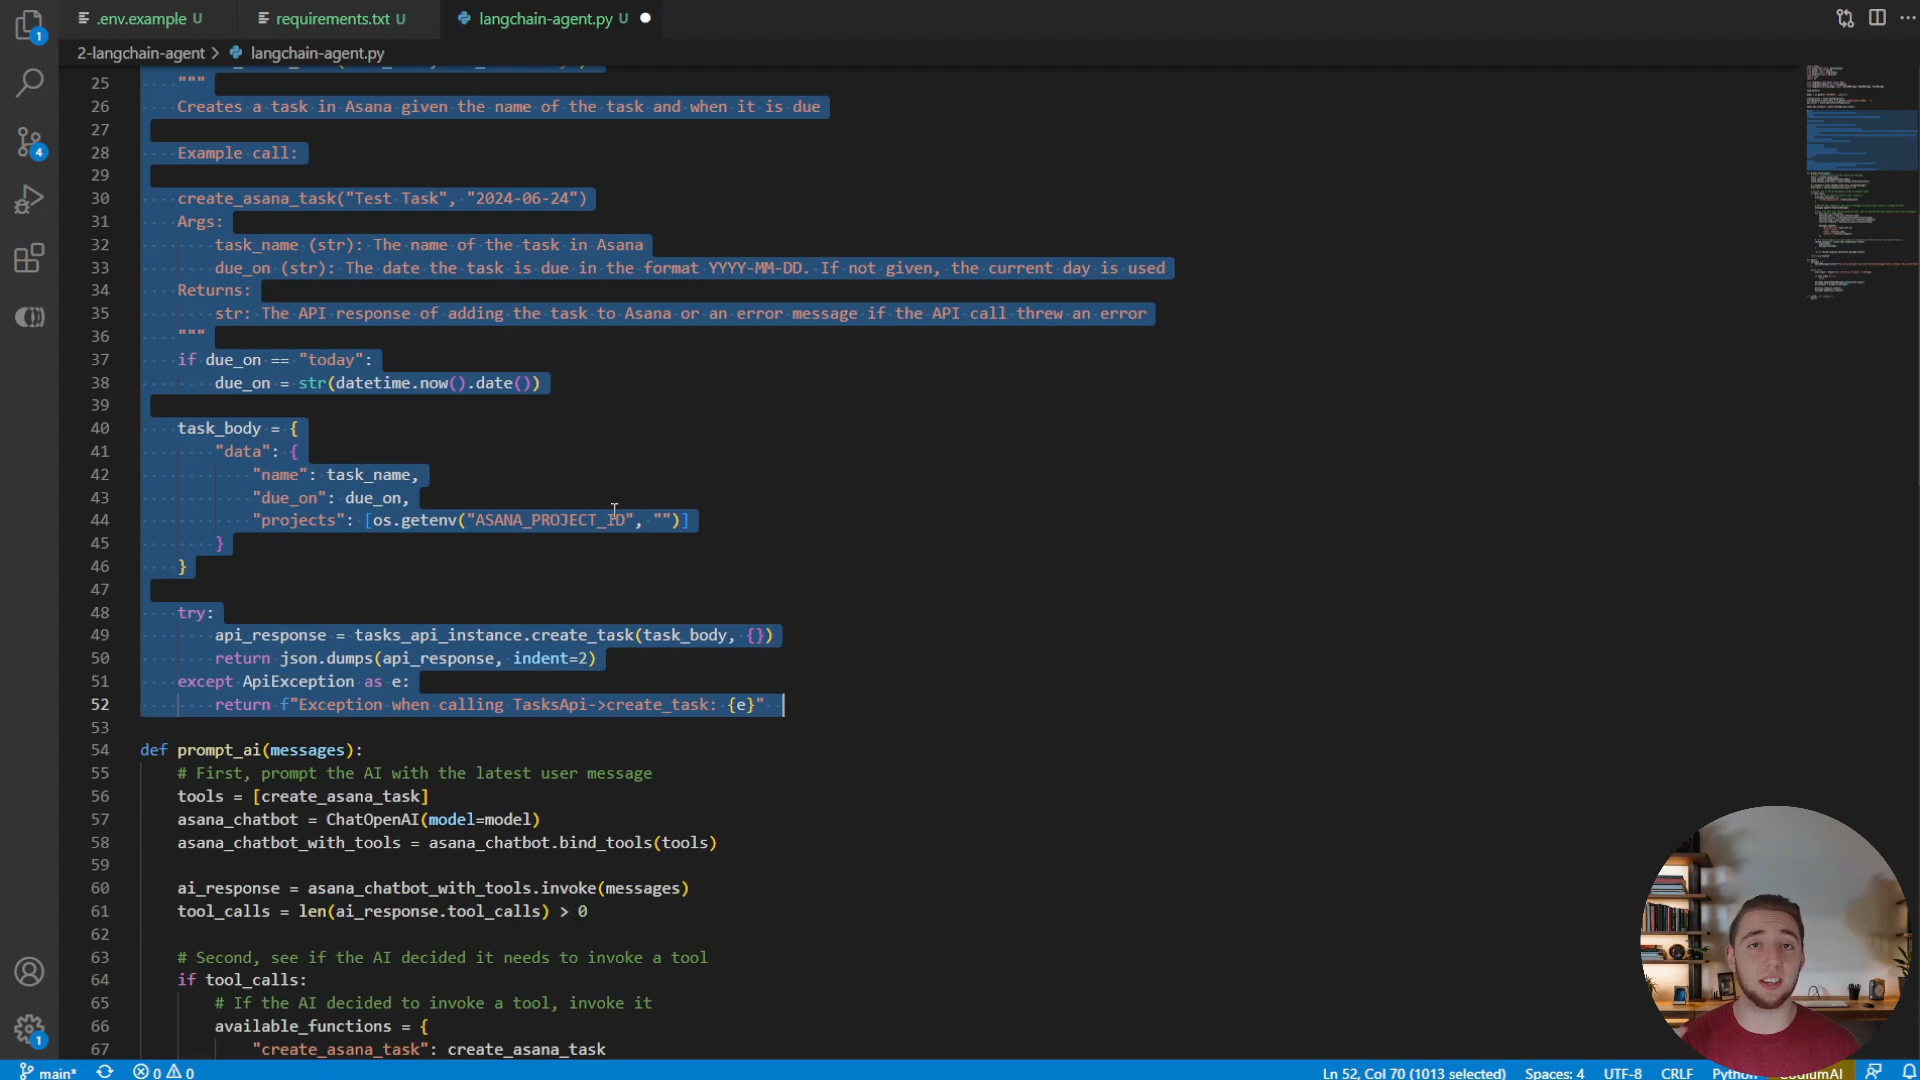 .env.example U
requirements.txt U
langchain-agent.py U
2-langchain-agent > langchain-agent.py
25 """
26 Creates a task in Asana given the name of the task and when it is due
27
28 Example call:
29
30 create_asana_task("Test Task", "2024-06-24")
31 Args:
32 task_name (str): The name of the task in Asana
33 due_on (str): The date the task is due in the format YYYY-MM-DD. If not given, the current day is used
34 Returns:
35 str: The API response of adding the task to Asana or an error message if the API call threw an error
36 """
37 if due_on == "today":
38 due_on = str(datetime.now().date())
39
40 task_body = {
41 "data": {
42 "name": task_name,
43 "due_on": due_on,
44 "projects": [os.getenv("ASANA_PROJECT_ID", "")]
45 }
46 }
47
48 try:
49 api_response = tasks_api_instance.create_task(task_body, {})
50 return json.dumps(api_response, indent=2)
51 except ApiException as e:
52 return f"Exception when calling TasksApi->create_task: {e}"
53
54 def prompt_ai(messages):
55 # First, prompt the AI with the latest user message
56 tools = [create_asana_task]
57 asana_chatbot = ChatOpenAI(model=model)
58 asana_chatbot_with_tools = asana_chatbot.bind_tools(tools)
59
60 ai_response = asana_chatbot_with_tools.invoke(messages)
61 tool_calls = len(ai_response.tool_calls) > 0
62
63 # Second, see if the AI decided it needs to invoke a tool
64 if tool_calls:
65 # If the AI decided to invoke a tool, invoke it
66 available_functions = {
67 "create_asana_task": create_asana_task
1
4
1
main* 0 0
Ln 52, Col 70 (1013 selected) Spaces: 4 UTF-8 CRLF Python